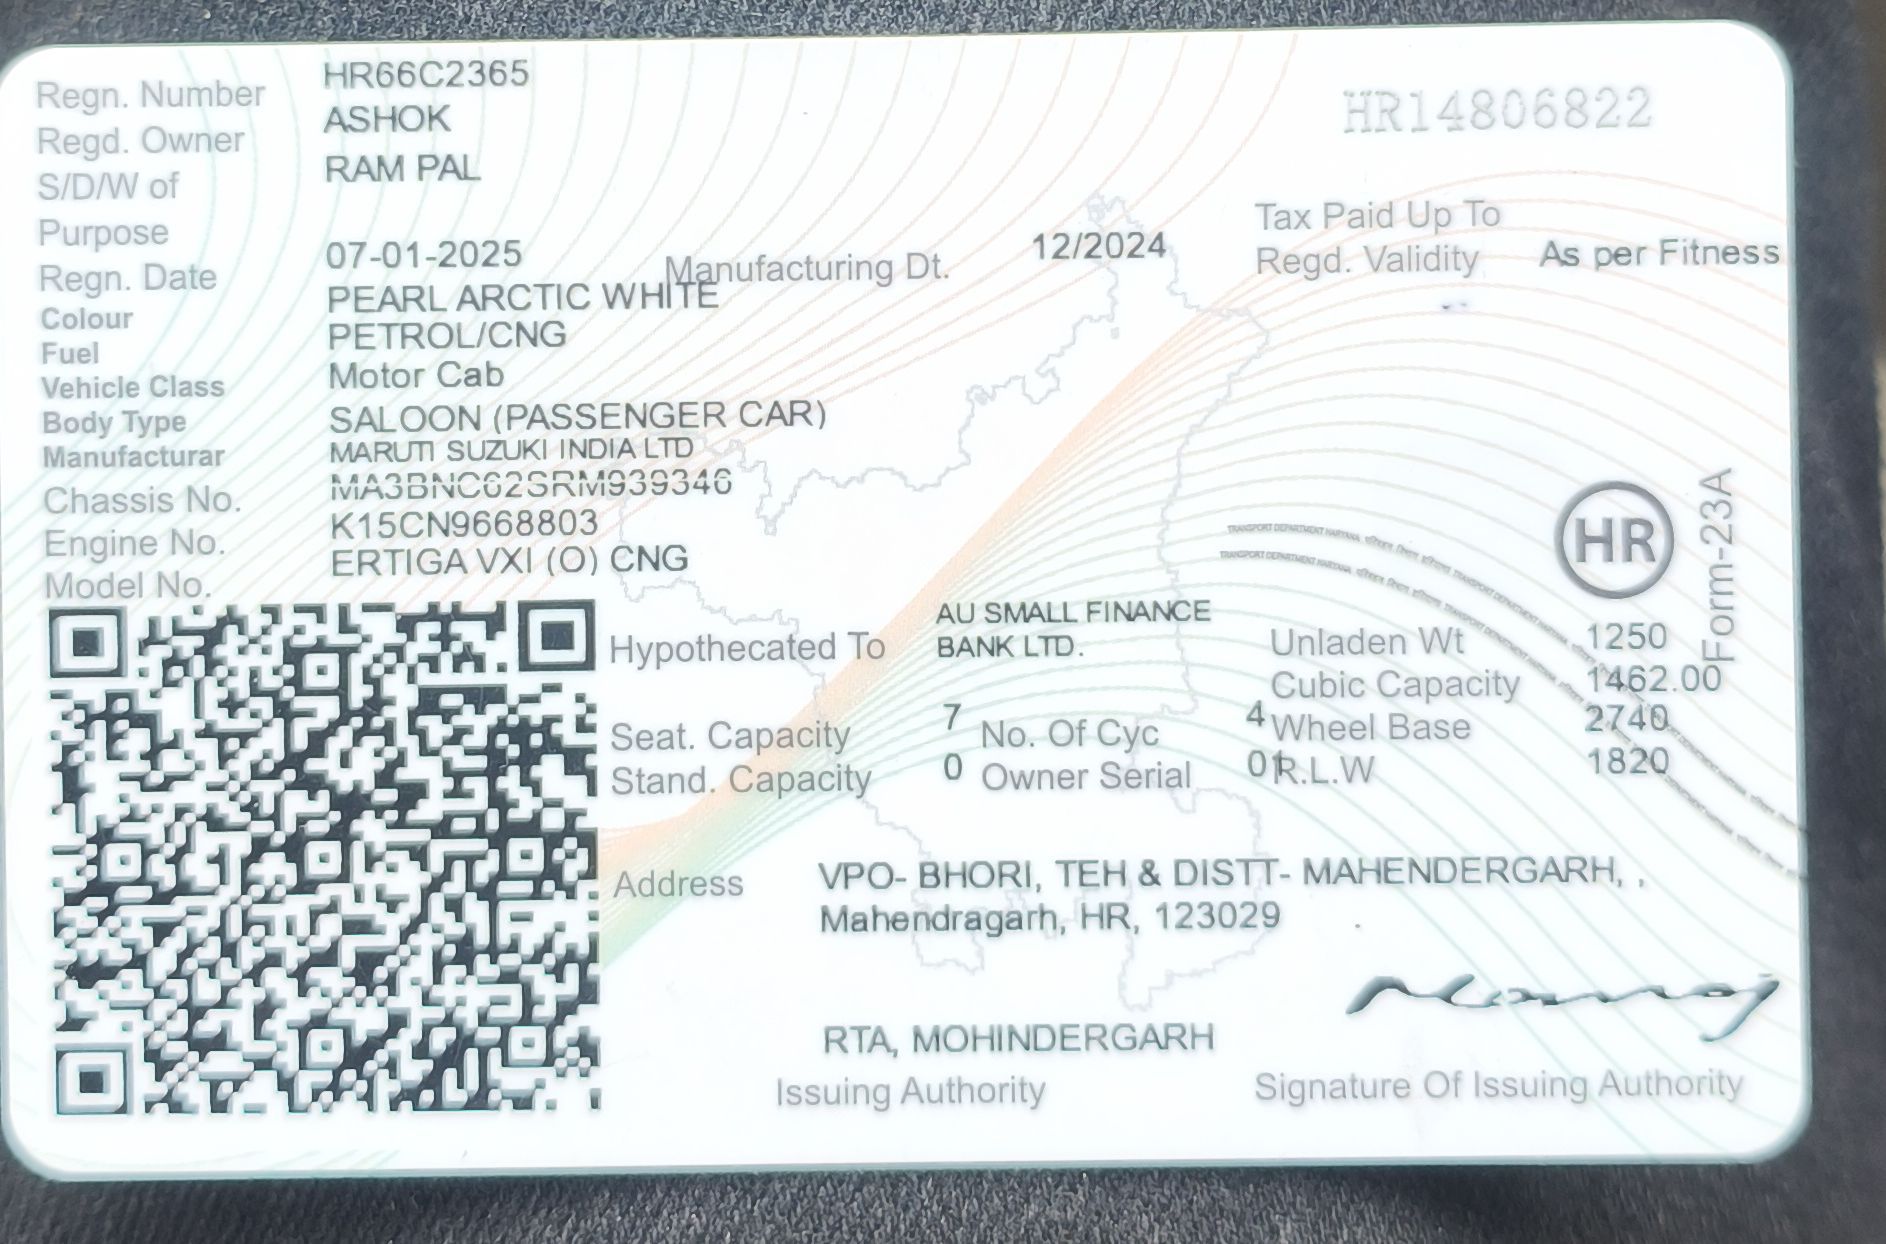 Regn. Number HR66C2365
HR14806822
Regd. Owner ASHOK
S/D/W of RAM PAL
Purpose
Tax Paid Up To
Regn. Date 07-01-2025 Manufacturing Dt. 12/2024 Regd. Validity As per Fitness
Colour PEARL ARCTIC WHITE
Fuel PETROL/CNG
Vehicle Class Motor Cab
Body Type SALOON (PASSENGER CAR)
Manufacturar MARUTI SUZUKI INDIA LTD
Chassis No. MA3BNC62SRM939346
Engine No. K15CN9668803
Model No. ERTIGA VXI (O) CNG
HR
Form-23A
TRANSPORT DEPARTMENT HARYANA
TRANSPORT DEPARTMENT HARYANA
Hypothecated To AU SMALL FINANCE
BANK LTD.
Unladen Wt 1250
Cubic Capacity 1462.00
Seat. Capacity 7 No. Of Cyc 4 Wheel Base 2740
Stand. Capacity 0 Owner Serial 01 R.L.W 1820
Address VPO- BHORI, TEH & DISTT- MAHENDERGARH, ,
Mahendragarh, HR, 123029
RTA, MOHINDERGARH
Issuing Authority
Signature Of Issuing Authority